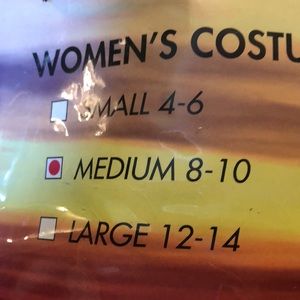 WOMEN'S COSTU
SMALL 4-6
MEDIUM 8-10
LARGE 12-14